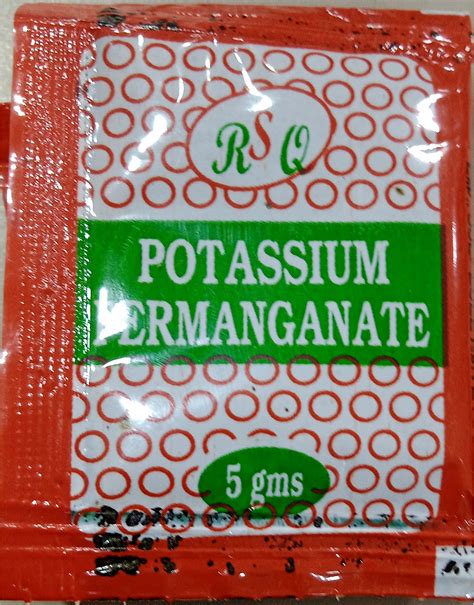 RSQ
POTASSIUM
PERMANGANATE
5 gms